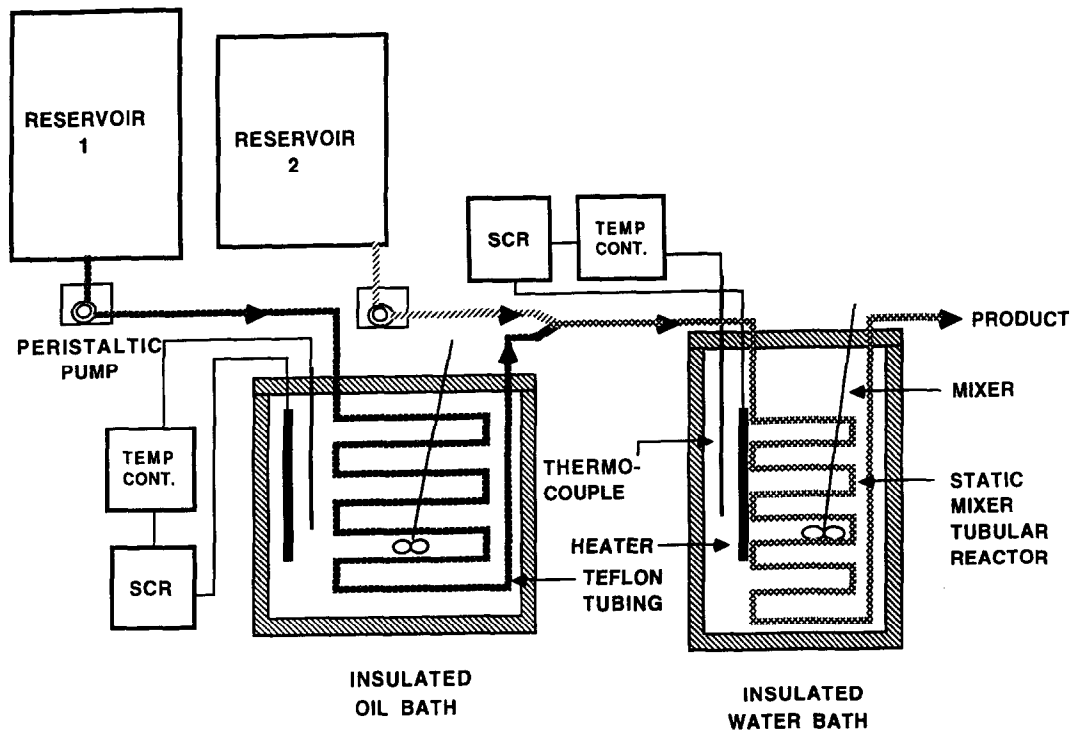 RESERVOIR
1
RESERVOIR
2
SCR
TEMP
CONT.
PERISTALTIC
PUMP
PRODUCT
MIXER
TEMP
CONT.
THERMO-
COUPLE
STATIC
MIXER
TUBULAR
REACTOR
HEATER
SCR
TEFLON
TUBING
INSULATED
OIL BATH
INSULATED
WATER BATH